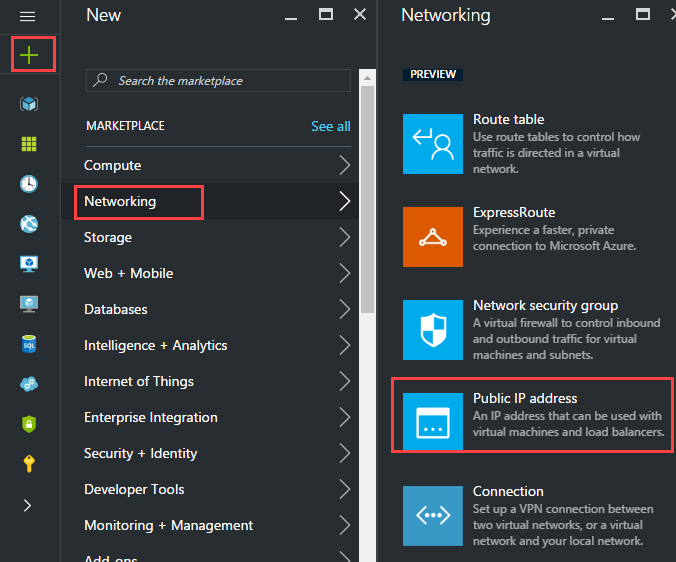 New
Search the marketplace
MARKETPLACE
See all
Compute
Networking
Storage
Web + Mobile
Databases
Intelligence + Analytics
Internet of Things
Enterprise Integration
Security + Identity
Developer Tools
Monitoring + Management
Add-ons
SQL
Networking
PREVIEW
Route table
Use route tables to control how
traffic is directed in a virtual
network.
ExpressRoute
Experience a faster, private
connection to Microsoft Azure.
Network security group
A virtual firewall to control inbound
and outbound traffic for virtual
machines and subnets.
Public IP address
An IP address that can be used with
virtual machines and load balancers.
Connection
Set up a VPN connection between
two virtual networks, or a virtual
network and your local network.